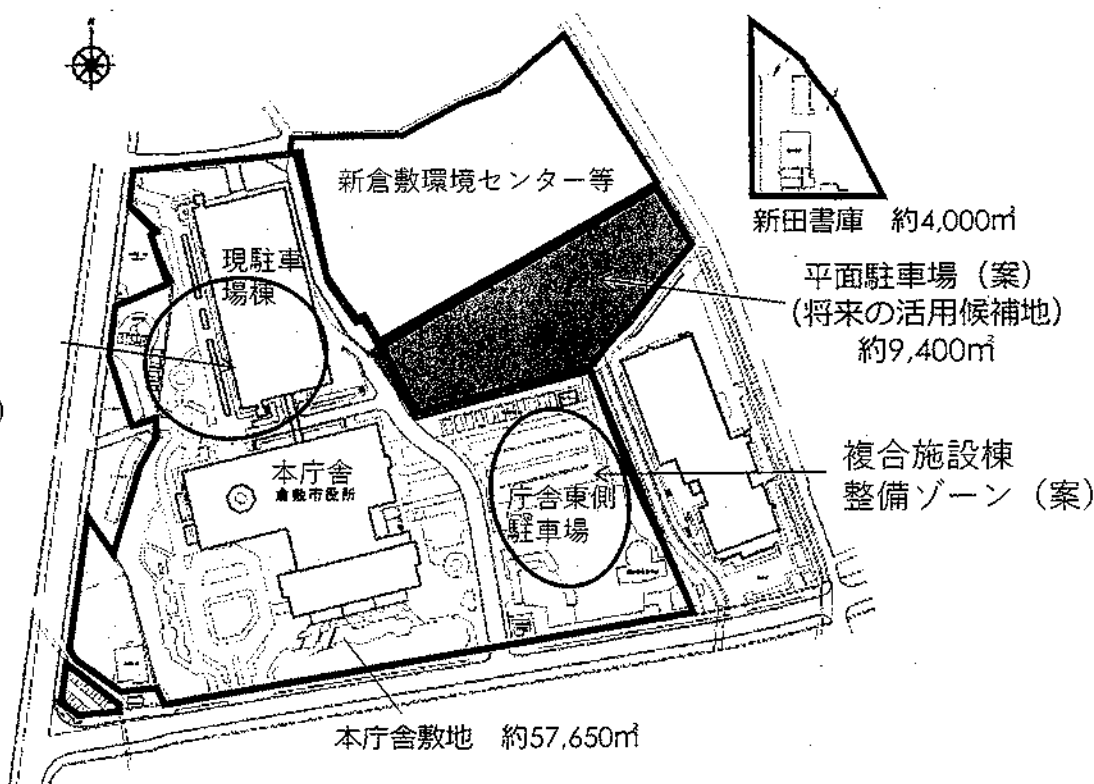 新倉敷環境センター等
新田書庫 約4,000㎡
現駐車
場棟
平面駐車場(案)
(将来の活用候補地)
約9,400㎡
本庁舎
倉敷市役所
庁舎東側
駐車場
複合施設棟
整備ゾーン(案)
)
本庁舎敷地 約57,650㎡